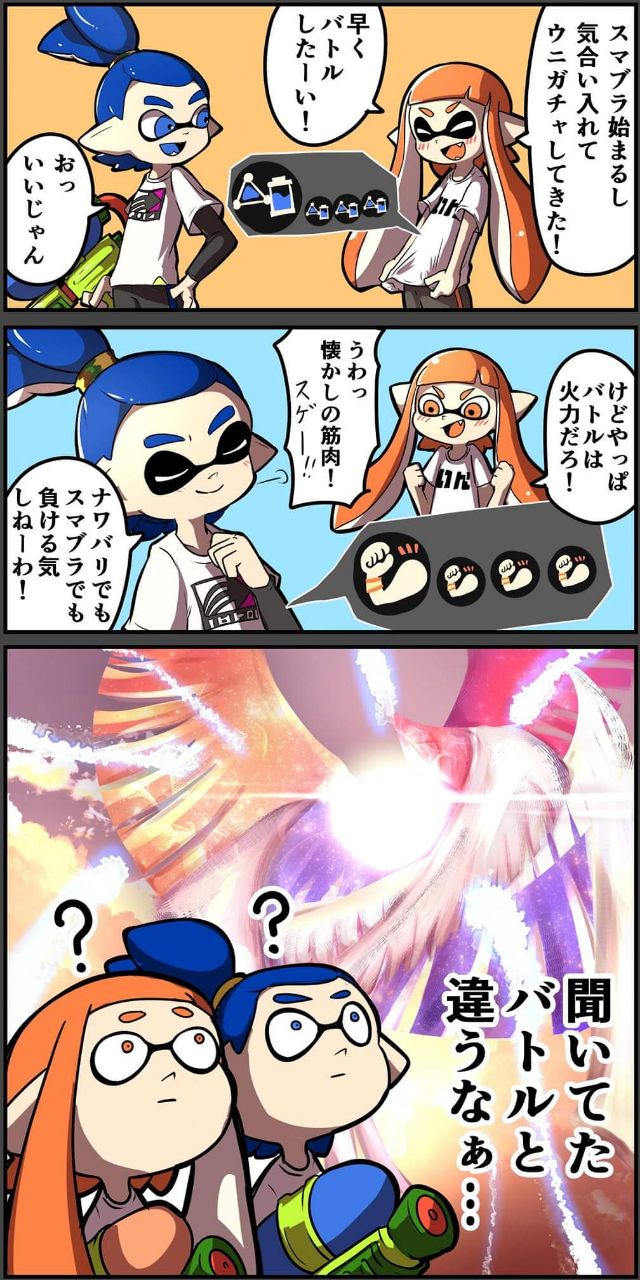 スマブラ始まるし
気合い入れて
ウニガチャしてきた！
早く
バトル
したーい！
おっ
いいじゃん
いん
けどやっぱ
バトルは
火力だろ！
うわっ
懐かしの筋肉！
スゲー!!
いん
ナワバリでも
スマブラでも
負ける気
しねーわ！
?
?
聞いてた
バトルと
違うなぁ…